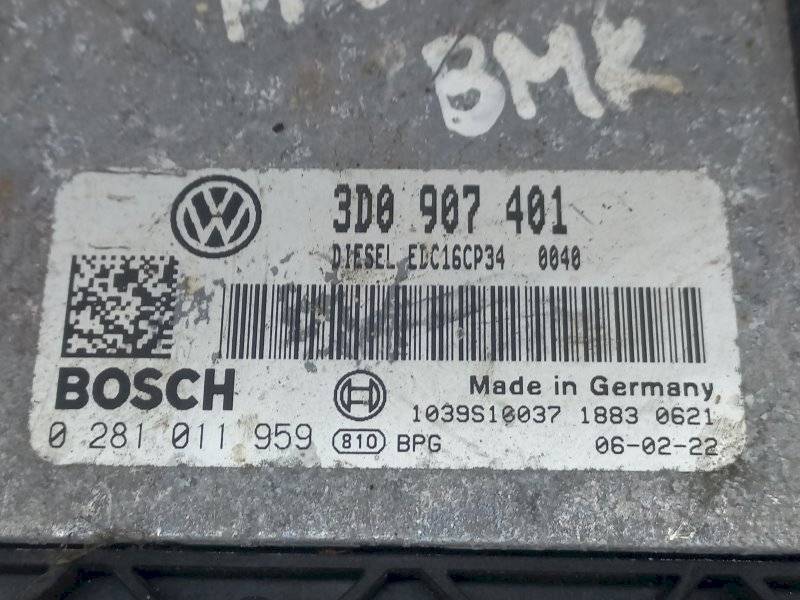 BMK
VW
3D0 907 401
DIESEL EDC16CP34 0040
BOSCH
Made in Germany
1039S10037 1883 0621
0 281 011 959 810 BPG 06-02-22